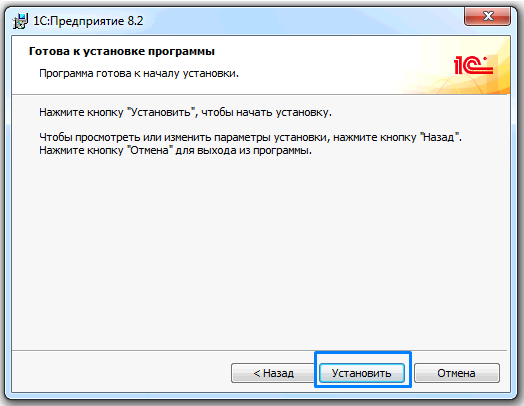 1С:Предприятие 8.2
Готова к установке программы
Программа готова к началу установки.
1С
Нажмите кнопку "Установить", чтобы начать установку.
Чтобы просмотреть или изменить параметры установки, нажмите кнопку "Назад".
Нажмите кнопку "Отмена" для выхода из программы.
< Назад
Установить
Отмена